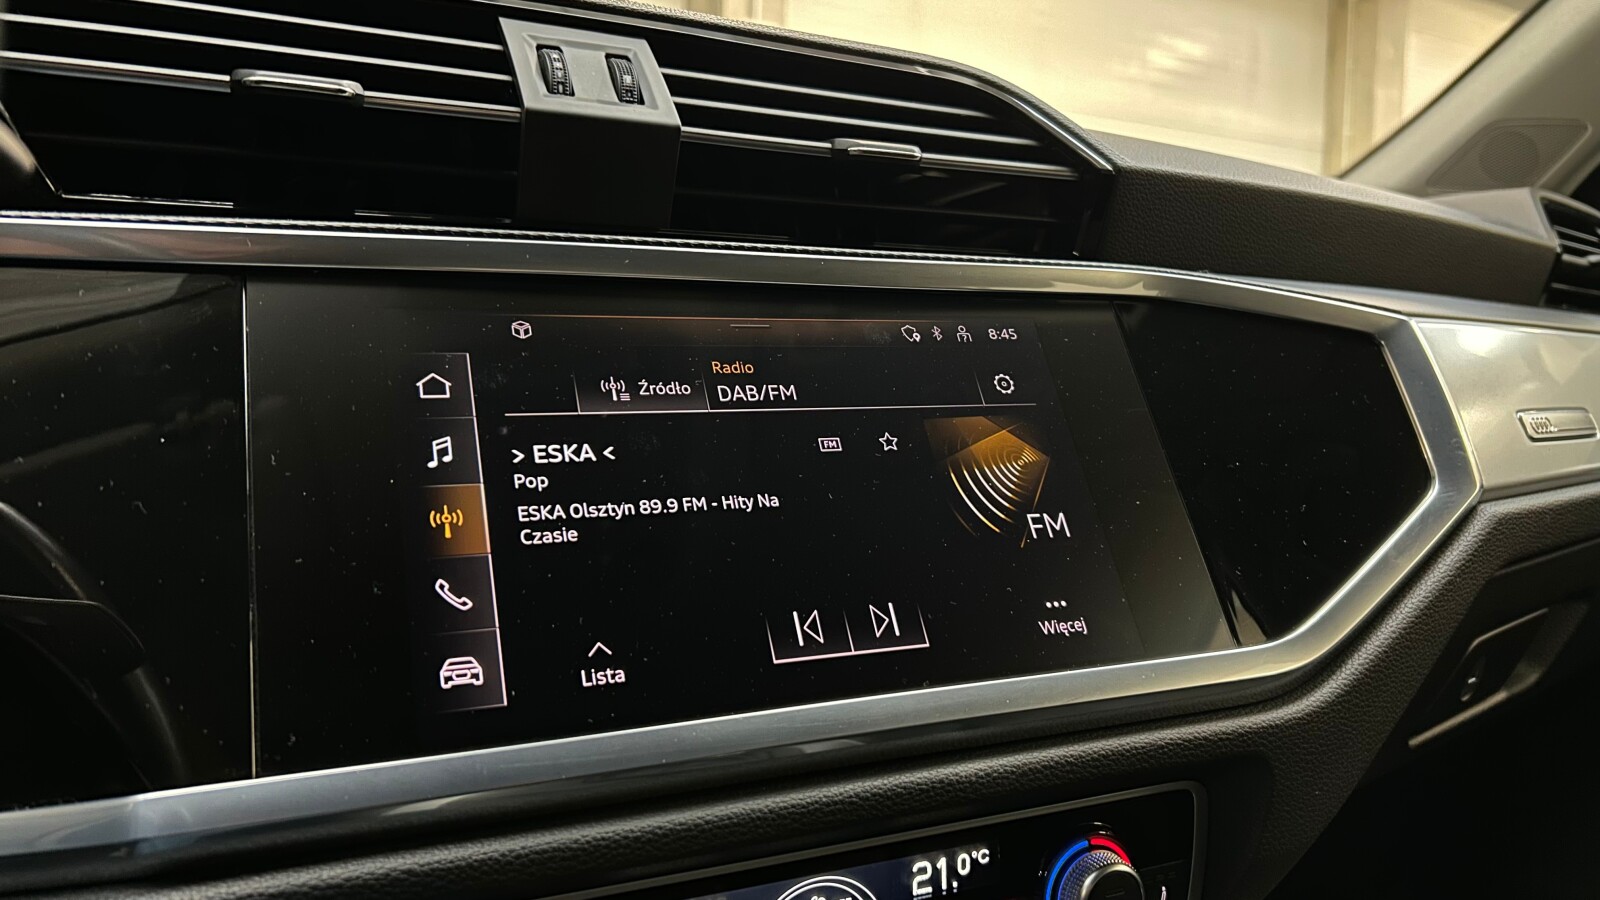 8:45
Źródło
Radio
DAB/FM
> ESKA <
FM
Pop
ESKA Olsztyn 89.9 FM - Hity Na
Czasie
FM
Lista
Więcej
21.0°C